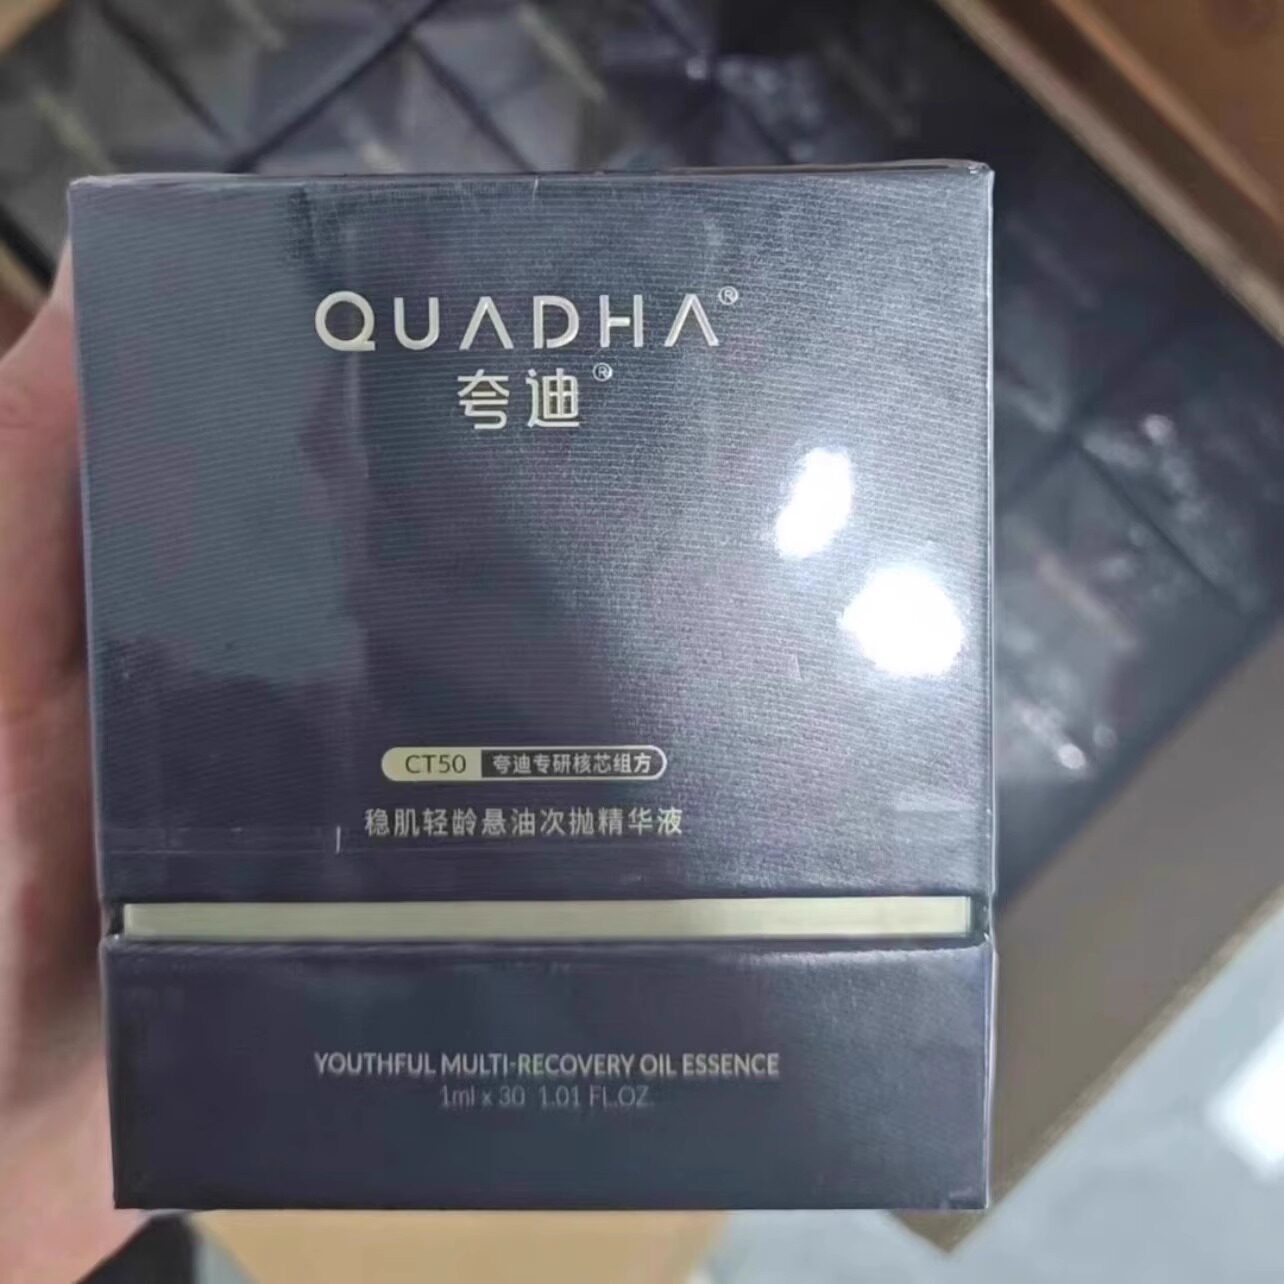 QUADHA®
夸迪®
CT50 夸迪专研核芯组方
稳肌轻龄悬油次抛精华液
YOUTHFUL MULTI-RECOVERY OIL ESSENCE
1ml x 30 1.01 FL.OZ.